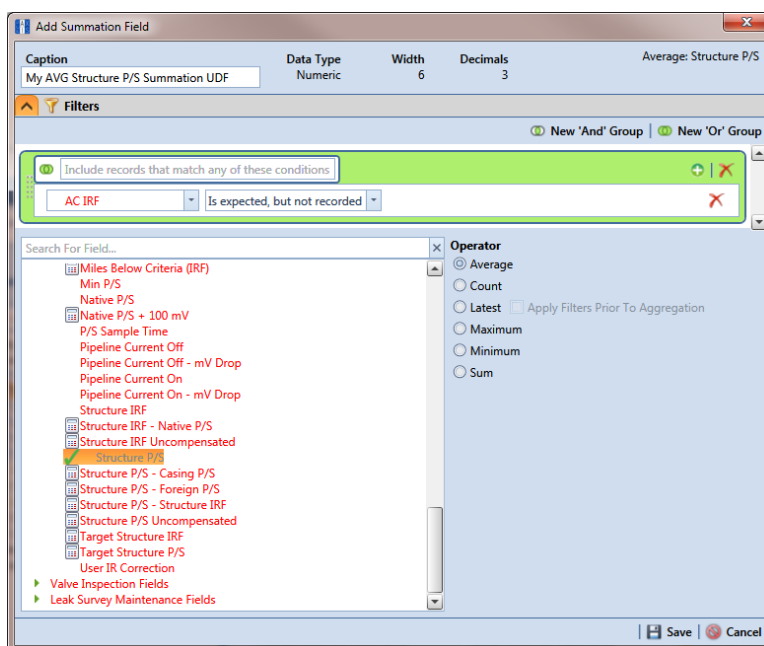 Add Summation Field
Caption Data Type Width Decimals Average: Structure P/S
My AVG Structure P/S Summation UDF Numeric 6 3
Filters
New 'And' Group | New 'Or' Group
Include records that match any of these conditions
AC IRF Is expected, but not recorded
Search For Field...
Miles Below Criteria (IRF)
Min P/S
Native P/S
Native P/S + 100 mV
P/S Sample Time
Pipeline Current Off
Pipeline Current Off - mV Drop
Pipeline Current On
Pipeline Current On - mV Drop
Structure IRF
Structure IRF - Native P/S
Structure IRF Uncompensated
Structure P/S
Structure P/S - Casing P/S
Structure P/S - Foreign P/S
Structure P/S - Structure IRF
Structure P/S Uncompensated
Target Structure IRF
Target Structure P/S
User IR Correction
Valve Inspection Fields
Leak Survey Maintenance Fields
Operator
Average
Count
Latest Apply Filters Prior To Aggregation
Maximum
Minimum
Sum
Save | Cancel